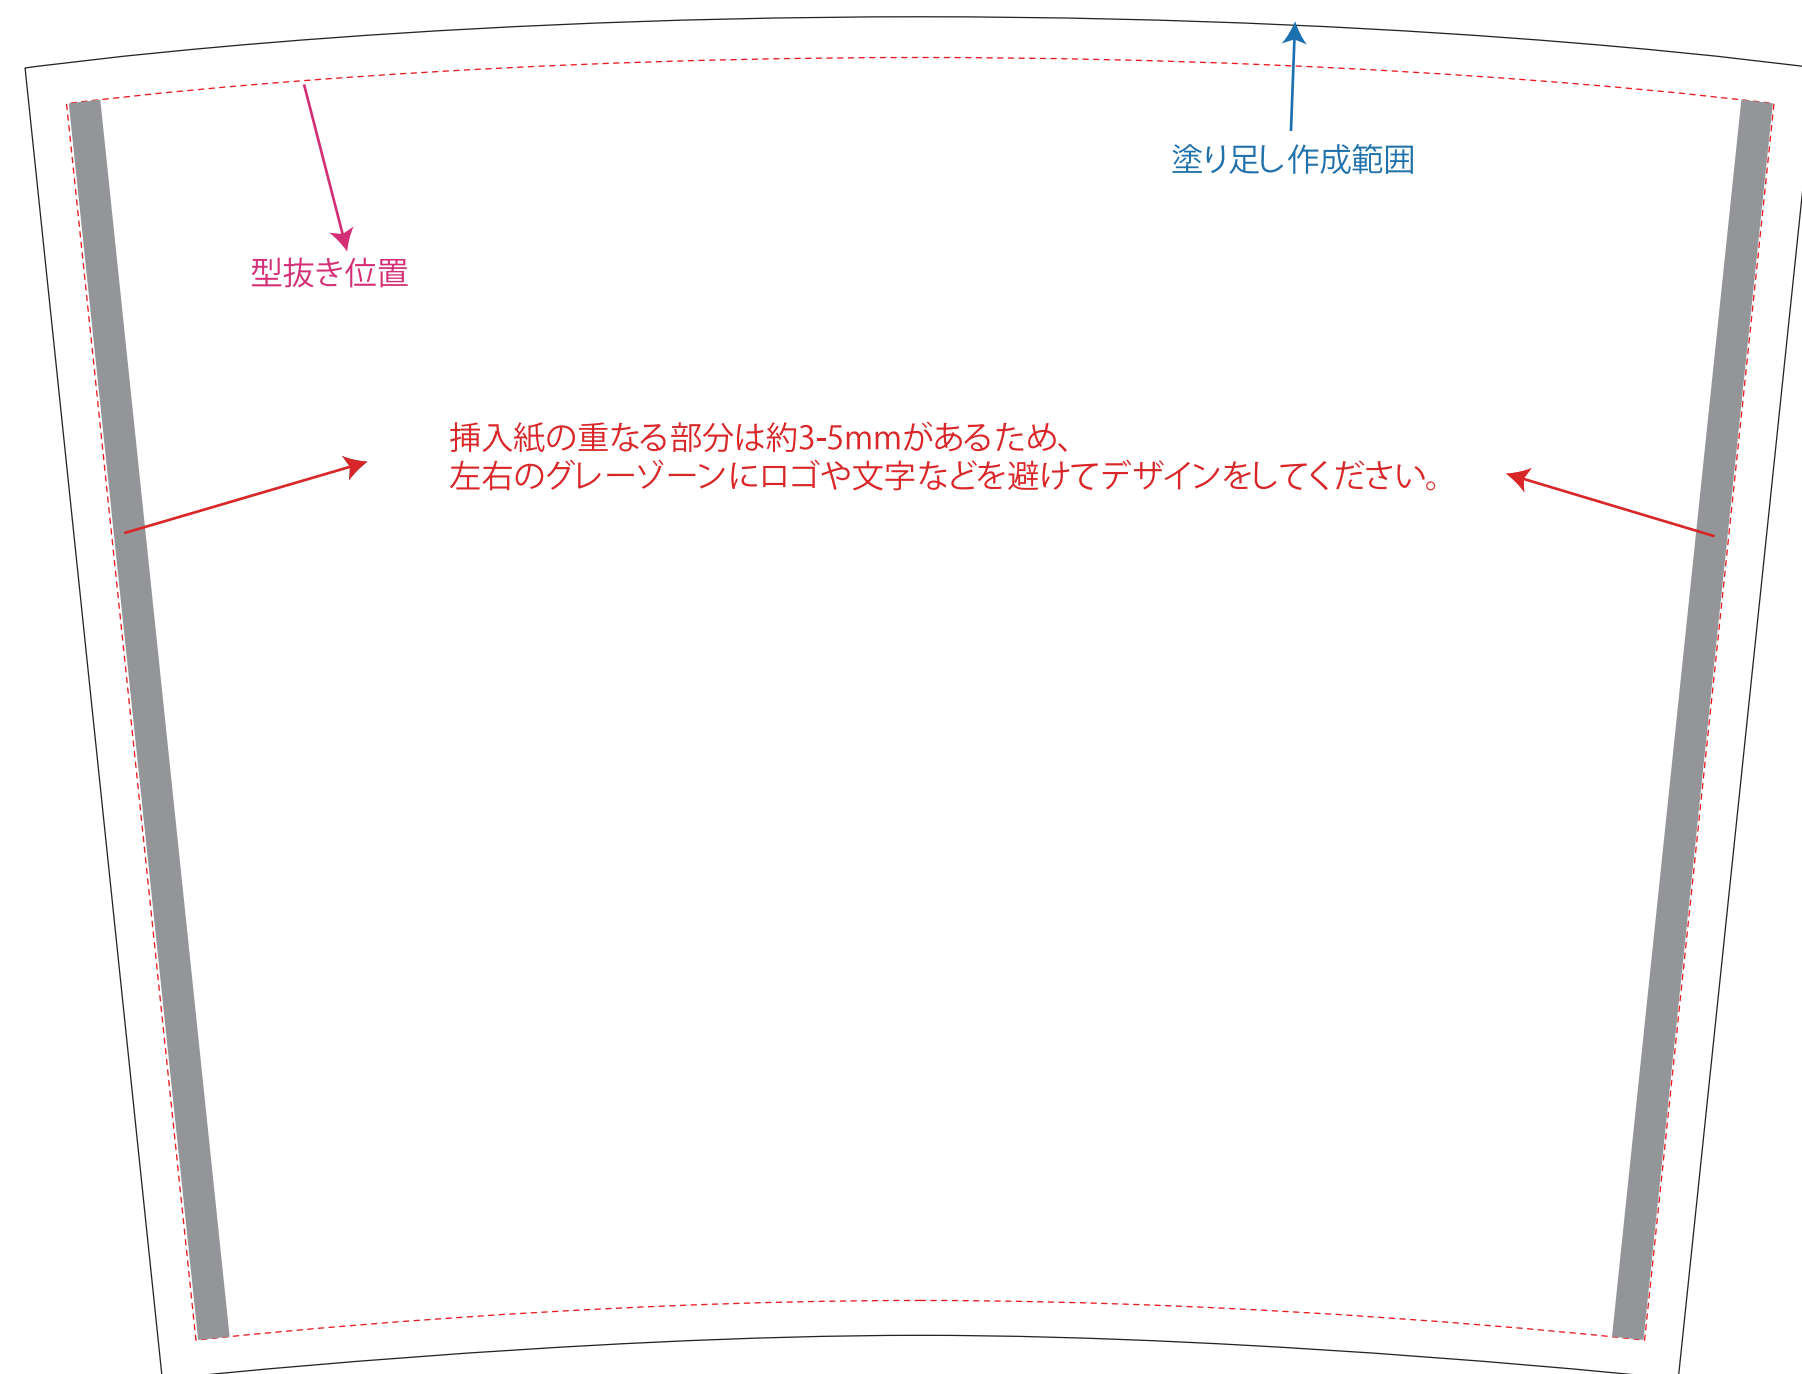 塗り足し作成範囲
型抜き位置
挿入紙の重なる部分は約3-5mmがあるため、
左右のグレーゾーンにロゴや文字などを避けてデザインをしてください。